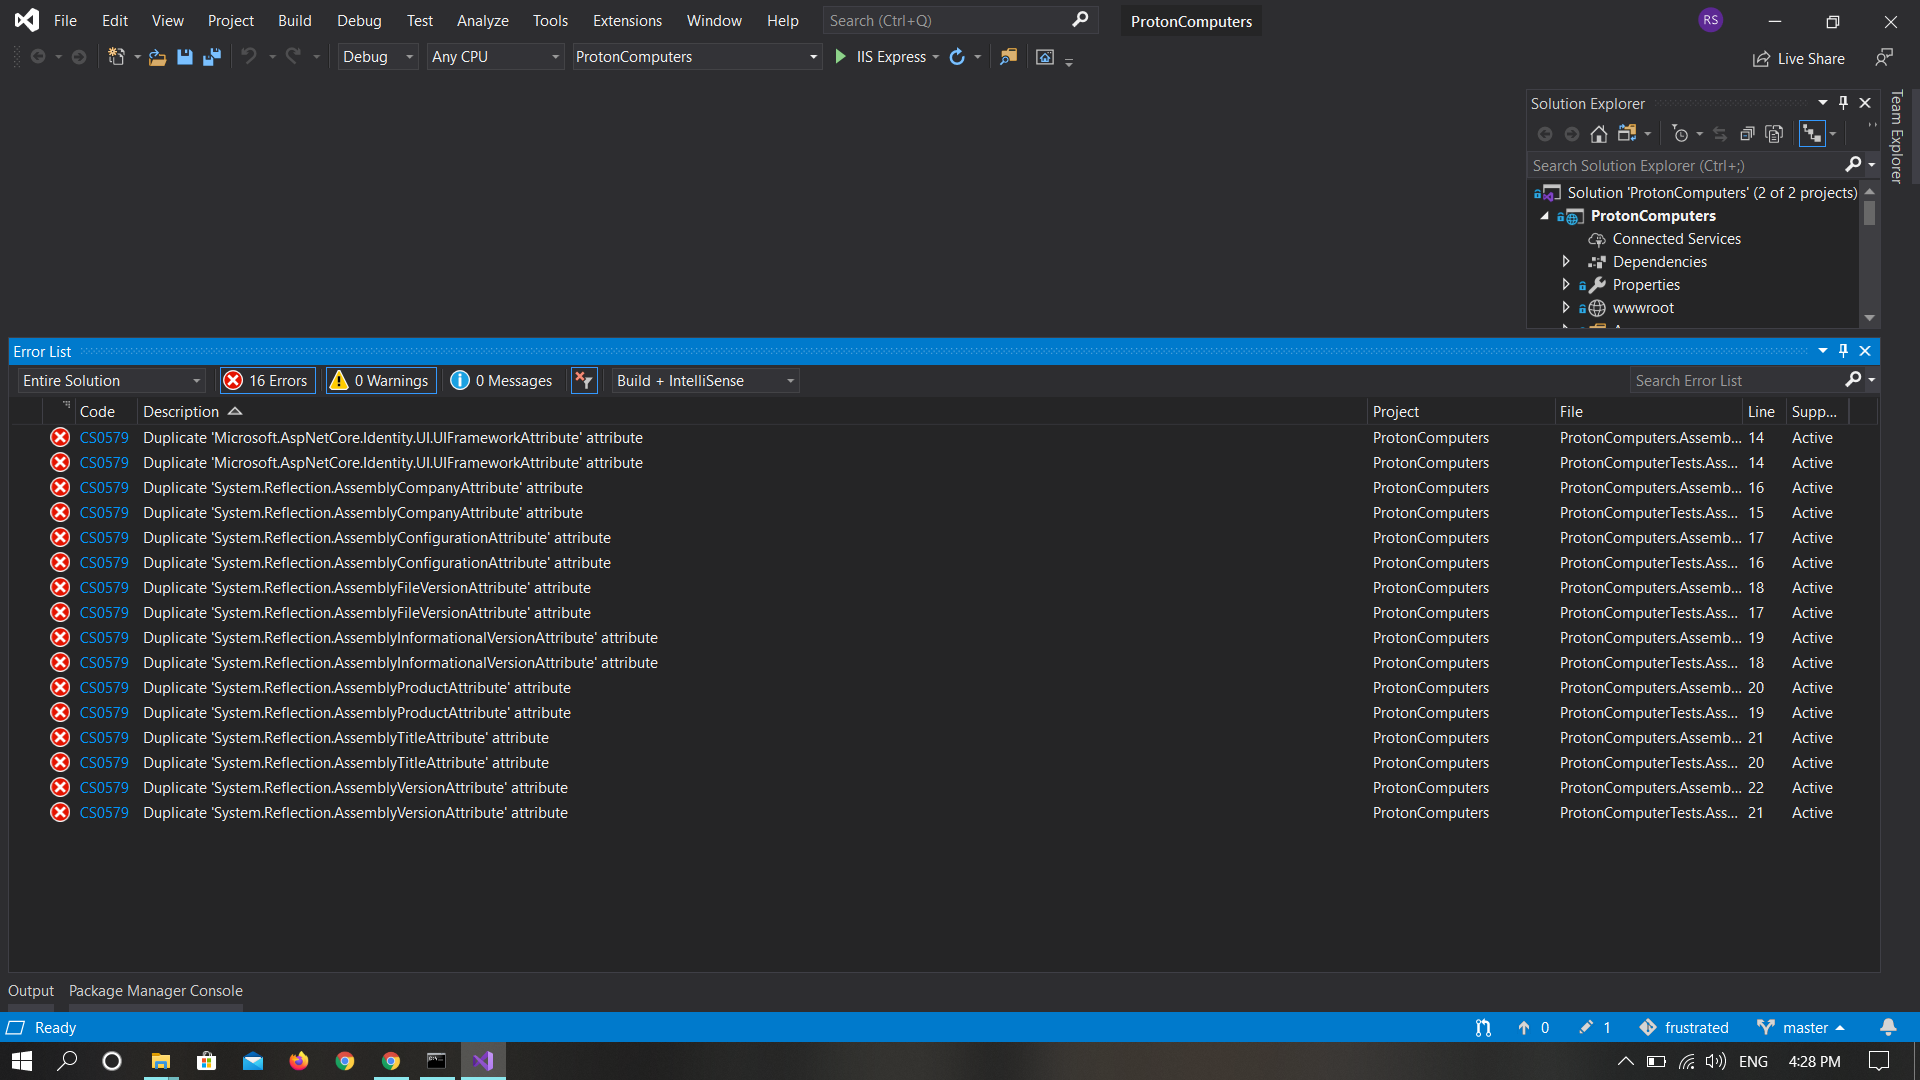 File Edit View Project Build Debug Test Analyze Tools Extensions Window Help Search (Ctrl+Q) ProtonComputers RS
Debug Any CPU ProtonComputers IIS Express Live Share
Team Explorer
Solution Explorer
Search Solution Explorer (Ctrl+;)
Solution 'ProtonComputers' (2 of 2 projects)
ProtonComputers
Connected Services
Dependencies
Properties
wwwroot
Error List
Entire Solution 16 Errors 0 Warnings 0 Messages Build + IntelliSense Search Error List
Code Description Project File Line Supp...
CS0579 Duplicate 'Microsoft.AspNetCore.Identity.UI.UIFrameworkAttribute' attribute ProtonComputers ProtonComputers.Assemb... 14 Active
CS0579 Duplicate 'Microsoft.AspNetCore.Identity.UI.UIFrameworkAttribute' attribute ProtonComputers ProtonComputerTests.Ass... 14 Active
CS0579 Duplicate 'System.Reflection.AssemblyCompanyAttribute' attribute ProtonComputers ProtonComputers.Assemb... 16 Active
CS0579 Duplicate 'System.Reflection.AssemblyCompanyAttribute' attribute ProtonComputers ProtonComputerTests.Ass... 15 Active
CS0579 Duplicate 'System.Reflection.AssemblyConfigurationAttribute' attribute ProtonComputers ProtonComputers.Assemb... 17 Active
CS0579 Duplicate 'System.Reflection.AssemblyConfigurationAttribute' attribute ProtonComputers ProtonComputerTests.Ass... 16 Active
CS0579 Duplicate 'System.Reflection.AssemblyFileVersionAttribute' attribute ProtonComputers ProtonComputers.Assemb... 18 Active
CS0579 Duplicate 'System.Reflection.AssemblyFileVersionAttribute' attribute ProtonComputers ProtonComputerTests.Ass... 17 Active
CS0579 Duplicate 'System.Reflection.AssemblyInformationalVersionAttribute' attribute ProtonComputers ProtonComputers.Assemb... 19 Active
CS0579 Duplicate 'System.Reflection.AssemblyInformationalVersionAttribute' attribute ProtonComputers ProtonComputerTests.Ass... 18 Active
CS0579 Duplicate 'System.Reflection.AssemblyProductAttribute' attribute ProtonComputers ProtonComputers.Assemb... 20 Active
CS0579 Duplicate 'System.Reflection.AssemblyProductAttribute' attribute ProtonComputers ProtonComputerTests.Ass... 19 Active
CS0579 Duplicate 'System.Reflection.AssemblyTitleAttribute' attribute ProtonComputers ProtonComputers.Assemb... 21 Active
CS0579 Duplicate 'System.Reflection.AssemblyTitleAttribute' attribute ProtonComputers ProtonComputerTests.Ass... 20 Active
CS0579 Duplicate 'System.Reflection.AssemblyVersionAttribute' attribute ProtonComputers ProtonComputers.Assemb... 22 Active
CS0579 Duplicate 'System.Reflection.AssemblyVersionAttribute' attribute ProtonComputers ProtonComputerTests.Ass... 21 Active
Output Package Manager Console
Ready 0 1 frustrated master
ENG 4:28 PM